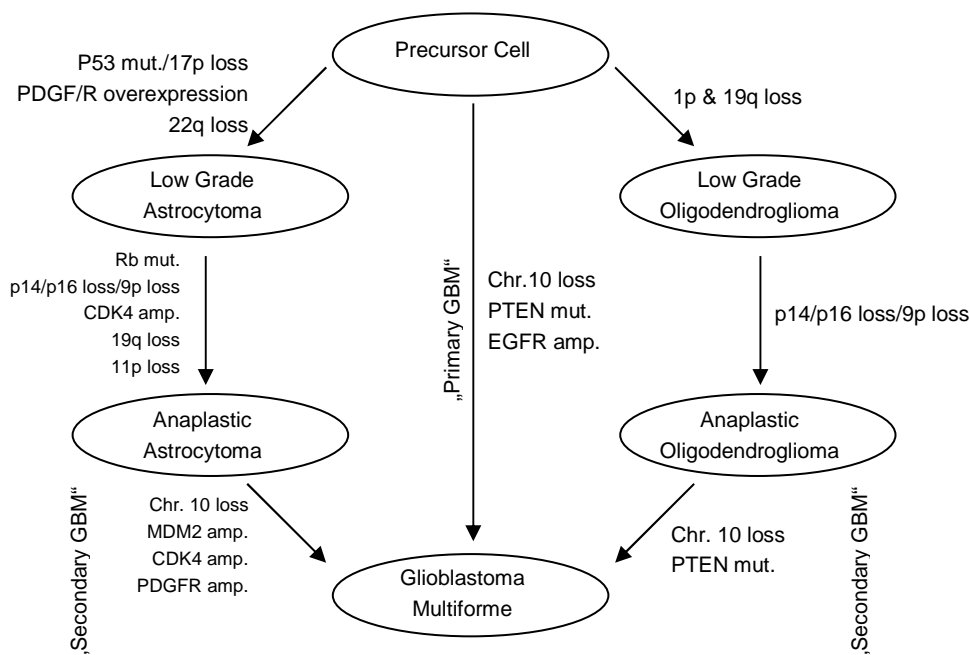 Precursor Cell
P53 mut./17p loss
PDGF/R overexpression
22q loss
1p & 19q loss
Low Grade
Astrocytoma
Low Grade
Oligodendroglioma
Rb mut.
p14/p16 loss/9p loss
CDK4 amp.
19q loss
11p loss
„Primary GBM“
Chr.10 loss
PTEN mut.
EGFR amp.
p14/p16 loss/9p loss
Anaplastic
Astrocytoma
Anaplastic
Oligodendroglioma
„Secondary GBM“
Chr. 10 loss
MDM2 amp.
CDK4 amp.
PDGFR amp.
Glioblastoma
Multiforme
Chr. 10 loss
PTEN mut.
„Secondary GBM“